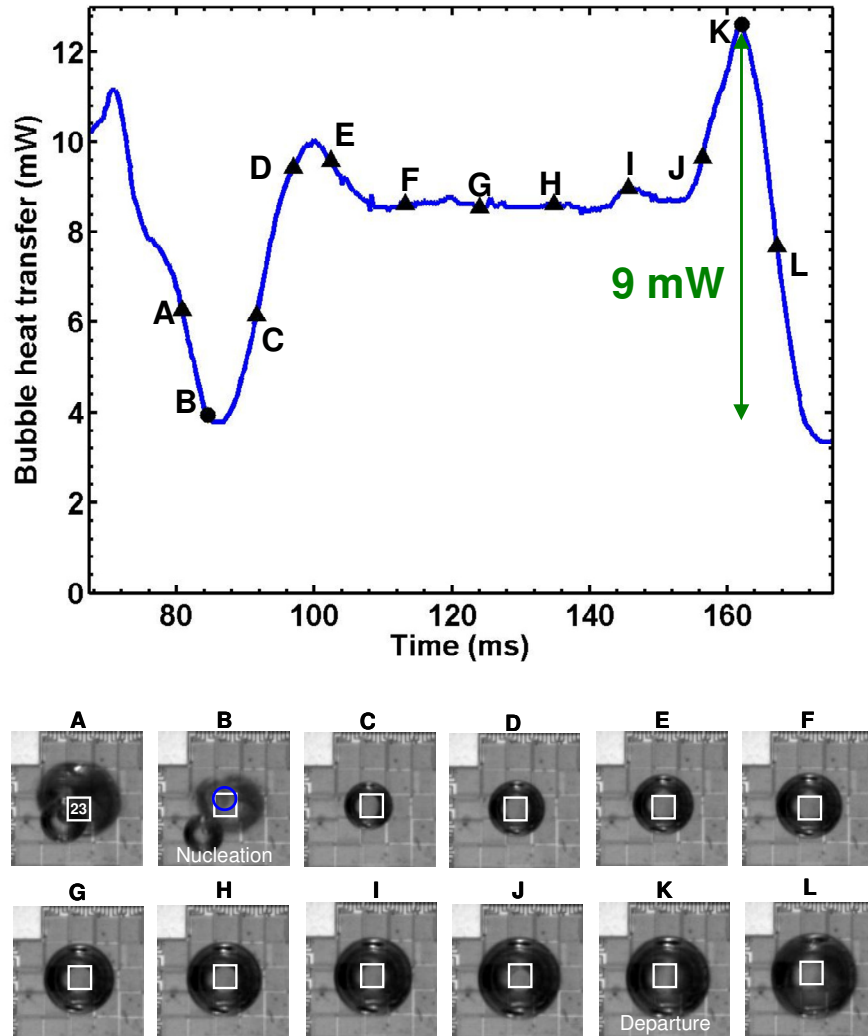 Bubble heat transfer (mW)
12
10
8
6
4
2
0
K
D
E
F
G
H
I
J
A
B
C
L
9 mW
80
100
120
140
160
Time (ms)
A B C D E F
23
Nucleation
G H I J K L
Departure